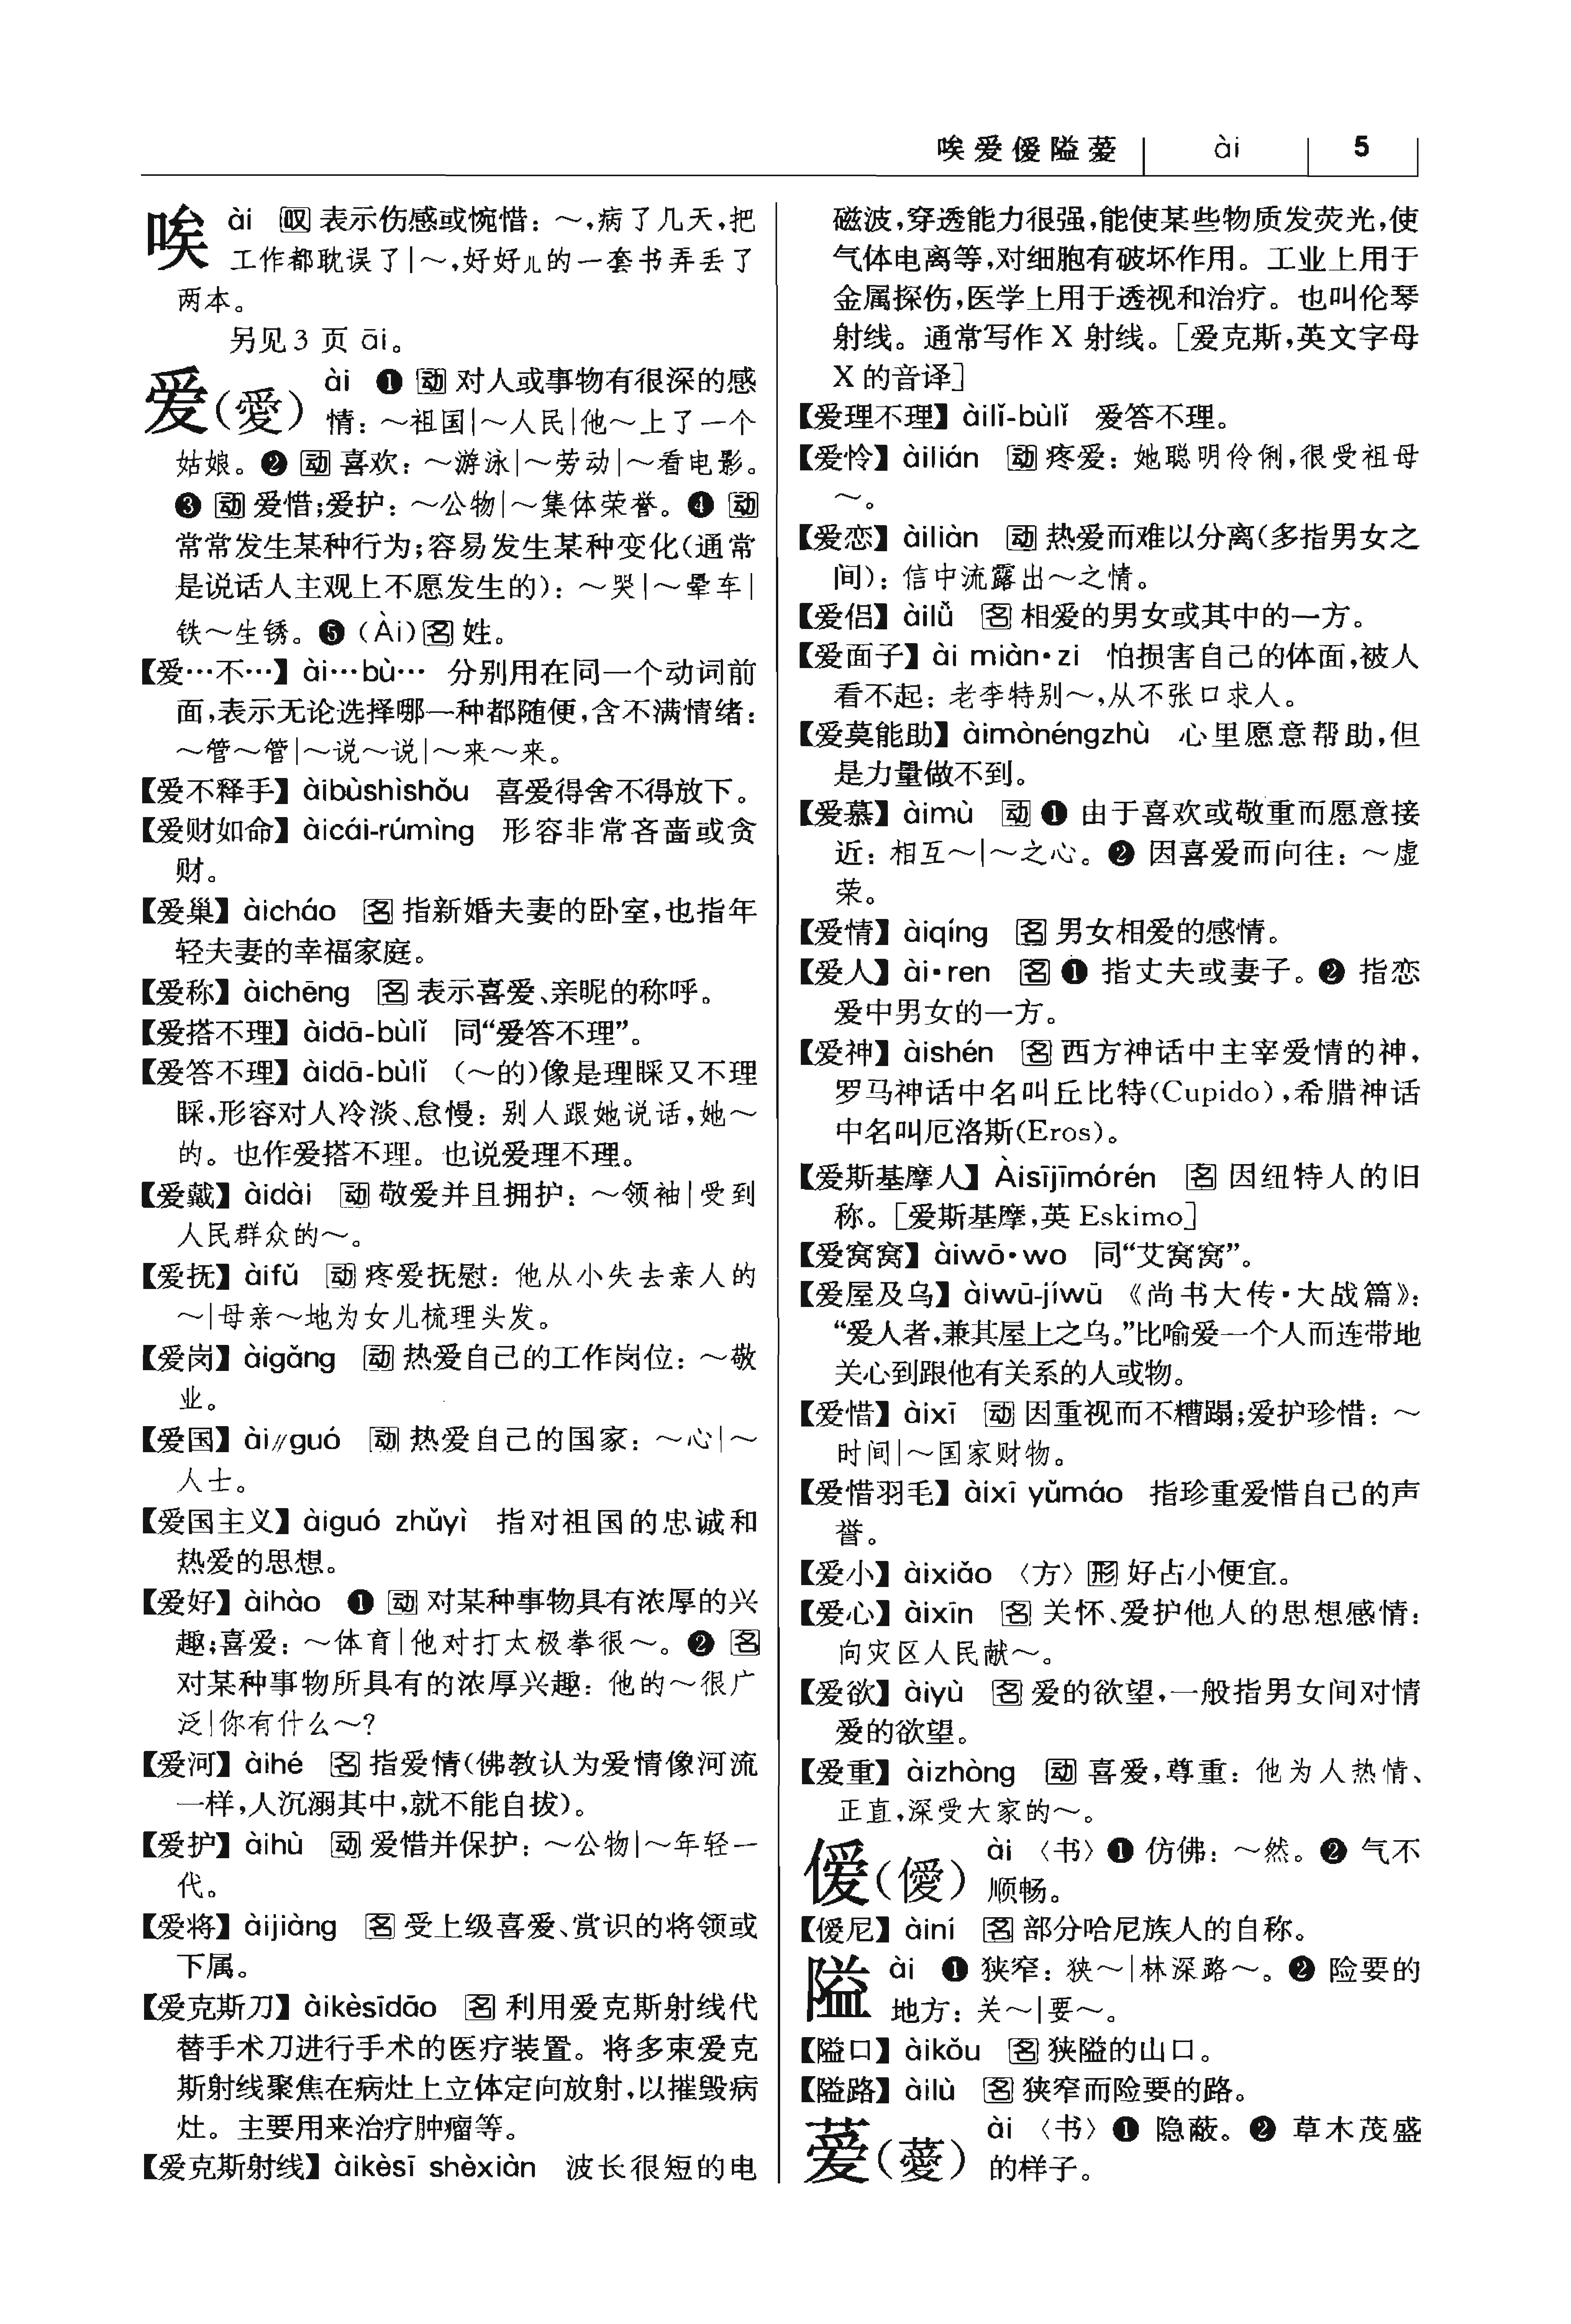 唉爱僾隘薆 ài 5
唉 ài 叹 表示伤感或惋惜：～，病了几天，把
工作都耽误了|～，好好儿的一套书弄丢了
两本。
另见3 页 āi。
爱(愛) ài ❶ 动 对人或事物有很深的感
情：～祖国|～人民|他～上了一个
姑娘。❷ 动 喜欢：～游泳|～劳动|～看电影。
❸ 动 爱惜；爱护：～公物|～集体荣誉。❹ 动
常常发生某种行为；容易发生某种变化（通常
是说话人主观上不愿发生的）：～哭|～晕车|
铁～生锈。❺（Ài）名 姓。
【爱…不…】ài…bù… 分别用在同一个动词前
面，表示无论选择哪一种都随便，含不满情绪：
～管～管|～说～说|～来～来。
【爱不释手】àibùshìshǒu 喜爱得舍不得放下。
【爱财如命】àicái-rúmìng 形容非常吝啬或贪
财。
【爱巢】àicháo 名 指新婚夫妻的卧室，也指年
轻夫妻的幸福家庭。
【爱称】àichēng 名 表示喜爱、亲昵的称呼。
【爱搭不理】àidā-bùlǐ 同“爱答不理”。
【爱答不理】àidā-bùlǐ （～的）像是理睬又不理
睬，形容对人冷淡、怠慢：别人跟她说话，她～
的。也作爱搭不理。也说爱理不理。
【爱戴】àidài 动 敬爱并且拥护：～领袖|受到
人民群众的～。
【爱抚】àifǔ 动 疼爱抚慰：他从小失去亲人的
～|母亲～地为女儿梳理头发。
【爱岗】àigǎng 动 热爱自己的工作岗位：～敬
业。
【爱国】ài∥guó 动 热爱自己的国家：～心|～
人士。
【爱国主义】àiguó zhǔyì 指对祖国的忠诚和
热爱的思想。
【爱好】àihào ❶ 动 对某种事物具有浓厚的兴
趣；喜爱：～体育|他对打太极拳很～。❷ 名
对某种事物所具有的浓厚兴趣：他的～很广
泛|你有什么～？
【爱河】àihé 名 指爱情（佛教认为爱情像河流
一样，人沉溺其中，就不能自拔）。
【爱护】àihù 动 爱惜并保护：～公物|～年轻一
代。
【爱将】àijiàng 名 受上级喜爱、赏识的将领或
下属。
【爱克斯刀】àikèsīdāo 名 利用爱克斯射线代
替手术刀进行手术的医疗装置。将多束爱克
斯射线聚焦在病灶上立体定向放射，以摧毁病
灶。主要用来治疗肿瘤等。
【爱克斯射线】àikèsī shèxiàn 波长很短的电
磁波，穿透能力很强，能使某些物质发荧光，使
气体电离等，对细胞有破坏作用。工业上用于
金属探伤，医学上用于透视和治疗。也叫伦琴
射线。通常写作 X 射线。[爱克斯，英文字母
X 的音译]
【爱理不理】àilǐ-bùlǐ 爱答不理。
【爱怜】àilián 动 疼爱：她聪明伶俐，很受祖母
～。
【爱恋】àiliàn 动 热爱而难以分离（多指男女之
间）：信中流露出～之情。
【爱侣】àilǚ 名 相爱的男女或其中的一方。
【爱面子】ài miàn·zi 怕损害自己的体面，被人
看不起：老李特别～，从不张口求人。
【爱莫能助】àimònéngzhù 心里愿意帮助，但
是力量做不到。
【爱慕】àimù 动 ❶ 由于喜欢或敬重而愿意接
近：相互～|～之心。❷ 因喜爱而向往：～虚
荣。
【爱情】àiqíng 名 男女相爱的感情。
【爱人】ài·ren 名 ❶ 指丈夫或妻子。❷ 指恋
爱中男女的一方。
【爱神】àishén 名 西方神话中主宰爱情的神，
罗马神话中名叫丘比特(Cupido)，希腊神话
中名叫厄洛斯(Eros)。
【爱斯基摩人】Àisījīmórén 名 因纽特人的旧
称。[爱斯基摩，英 Eskimo]
【爱窝窝】àiwō·wo 同“艾窝窝”。
【爱屋及乌】àiwū-jíwū 《尚书大传·大战篇》：
“爱人者，兼其屋上之乌。”比喻爱一个人而连带地
关心到跟他有关系的人或物。
【爱惜】àixī 动 因重视而不糟蹋；爱护珍惜：～
时间|～国家财物。
【爱惜羽毛】àixī yǔmáo 指珍重爱惜自己的声
誉。
【爱小】àixiǎo 〈方〉形 好占小便宜。
【爱心】àixīn 名 关怀、爱护他人的思想感情：
向灾区人民献～。
【爱欲】àiyù 名 爱的欲望，一般指男女间对情
爱的欲望。
【爱重】àizhòng 动 喜爱，尊重：他为人热情、
正直，深受大家的～。
僾(僾) ài 〈书〉❶ 仿佛：～然。❷ 气不
顺畅。
【僾尼】àiní 名 部分哈尼族人的自称。
隘 ài ❶ 狭窄：狭～|林深路～。❷ 险要的
地方：关～|要～。
【隘口】àikǒu 名 狭隘的山口。
【隘路】àilù 名 狭窄而险要的路。
薆(薆) ài 〈书〉❶ 隐蔽。❷ 草木茂盛
的样子。